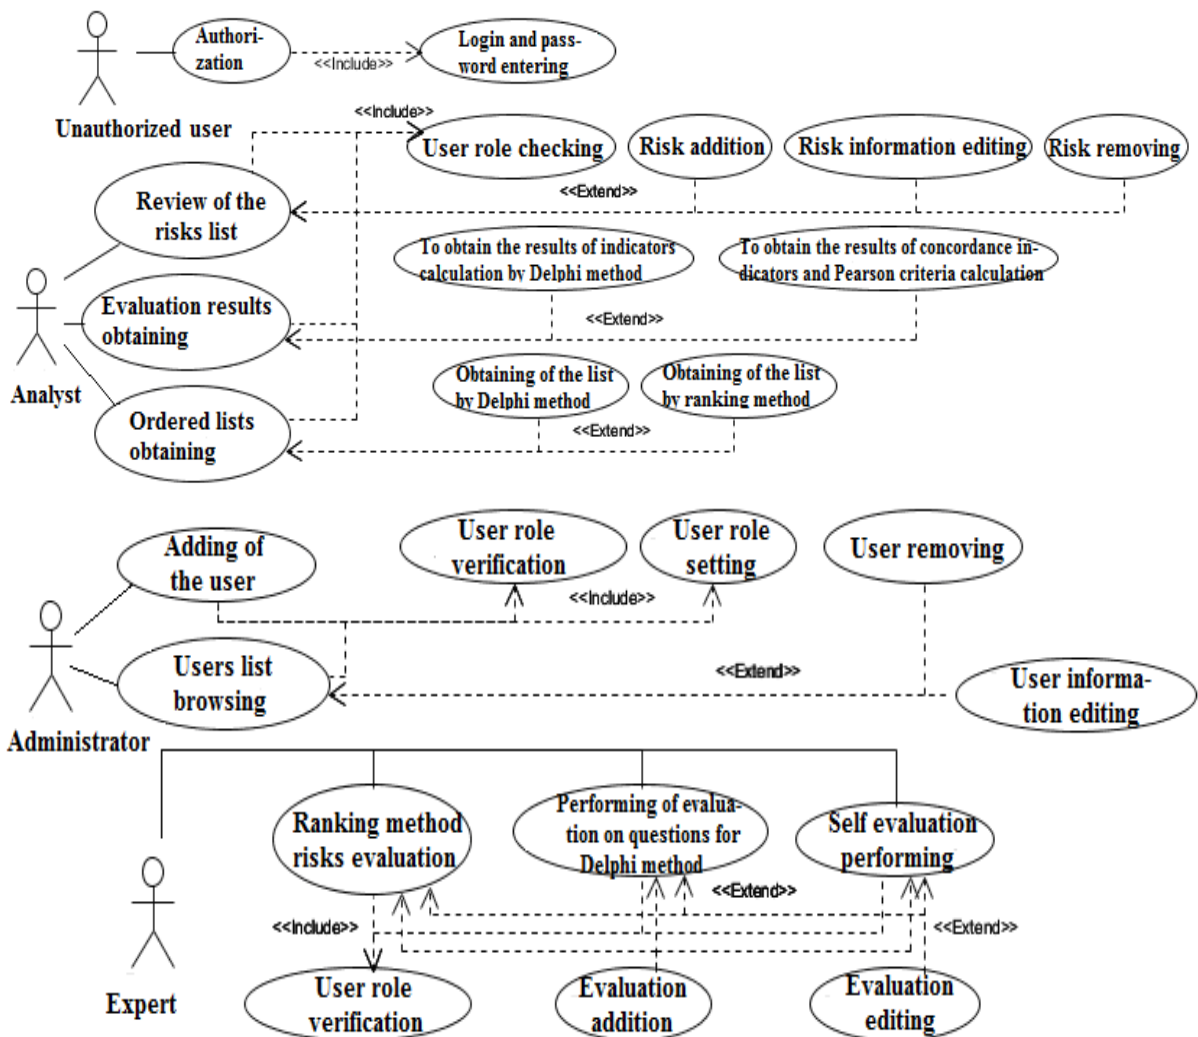 Authori-
zation
<<Include>>
Login and pass-
word entering
Unauthorized user
<<Include>>
User role checking
Risk addition
Risk information editing
Risk removing
<<Extend>>
Review of the
risks list
To obtain the results of indicators
calculation by Delphi method
To obtain the results of concordance in-
dicators and Pearson criteria calculation
Evaluation results
obtaining
<<Extend>>
Analyst
Obtaining of the list
by Delphi method
Obtaining of the list
by ranking method
Ordered lists
obtaining
<<Extend>>
Adding of
the user
User role
verification
User role
setting
User removing
<<Include>>
Users list
browsing
<<Extend>>
User informa-
tion editing
Administrator
Ranking method
risks evaluation
Performing of evalua-
tion on questions for
Delphi method
Self evaluation
performing
<<Extend>>
<<Include>>
<<Extend>>
Expert
User role
verification
Evaluation
addition
Evaluation
editing